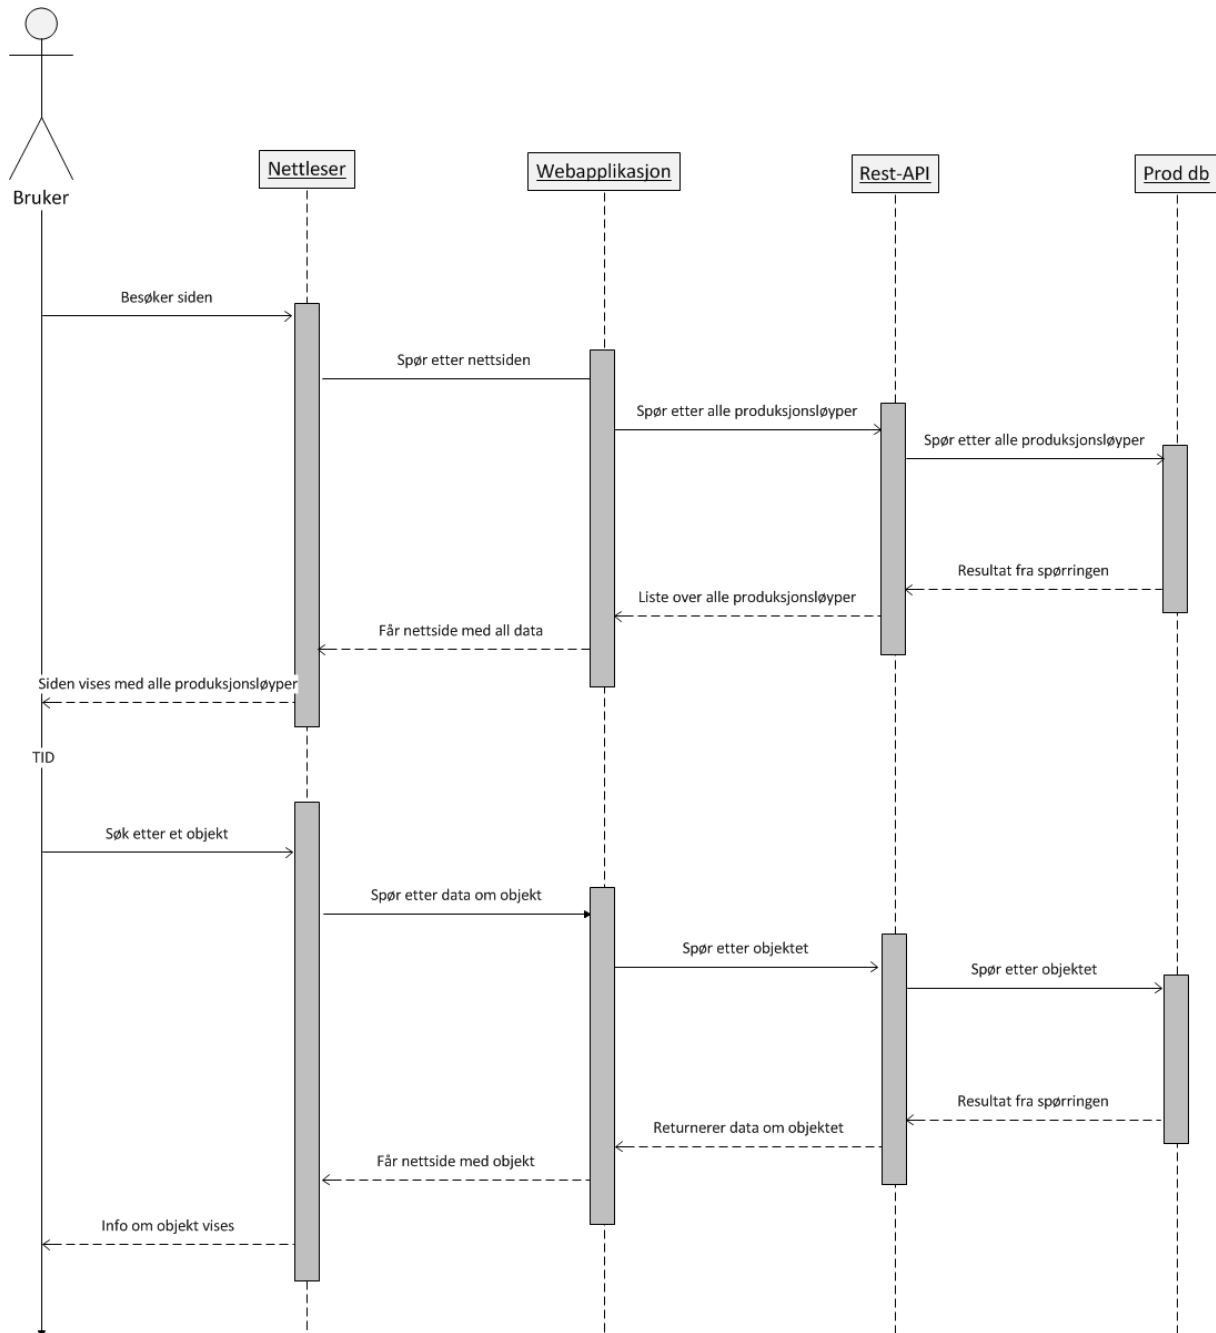 Bruker
Nettleser
Webapplikasjon
Rest-API
Prod db
Besøker siden
Spør etter nettsiden
Spør etter alle produksjonsløyper
Spør etter alle produksjonsløyper
Resultat fra spørringen
Liste over alle produksjonsløyper
Får nettside med all data
Siden vises med alle produksjonsløyper
TID
Søk etter et objekt
Spør etter data om objekt
Spør etter objektet
Spør etter objektet
Resultat fra spørringen
Returnerer data om objektet
Får nettside med objekt
Info om objekt vises